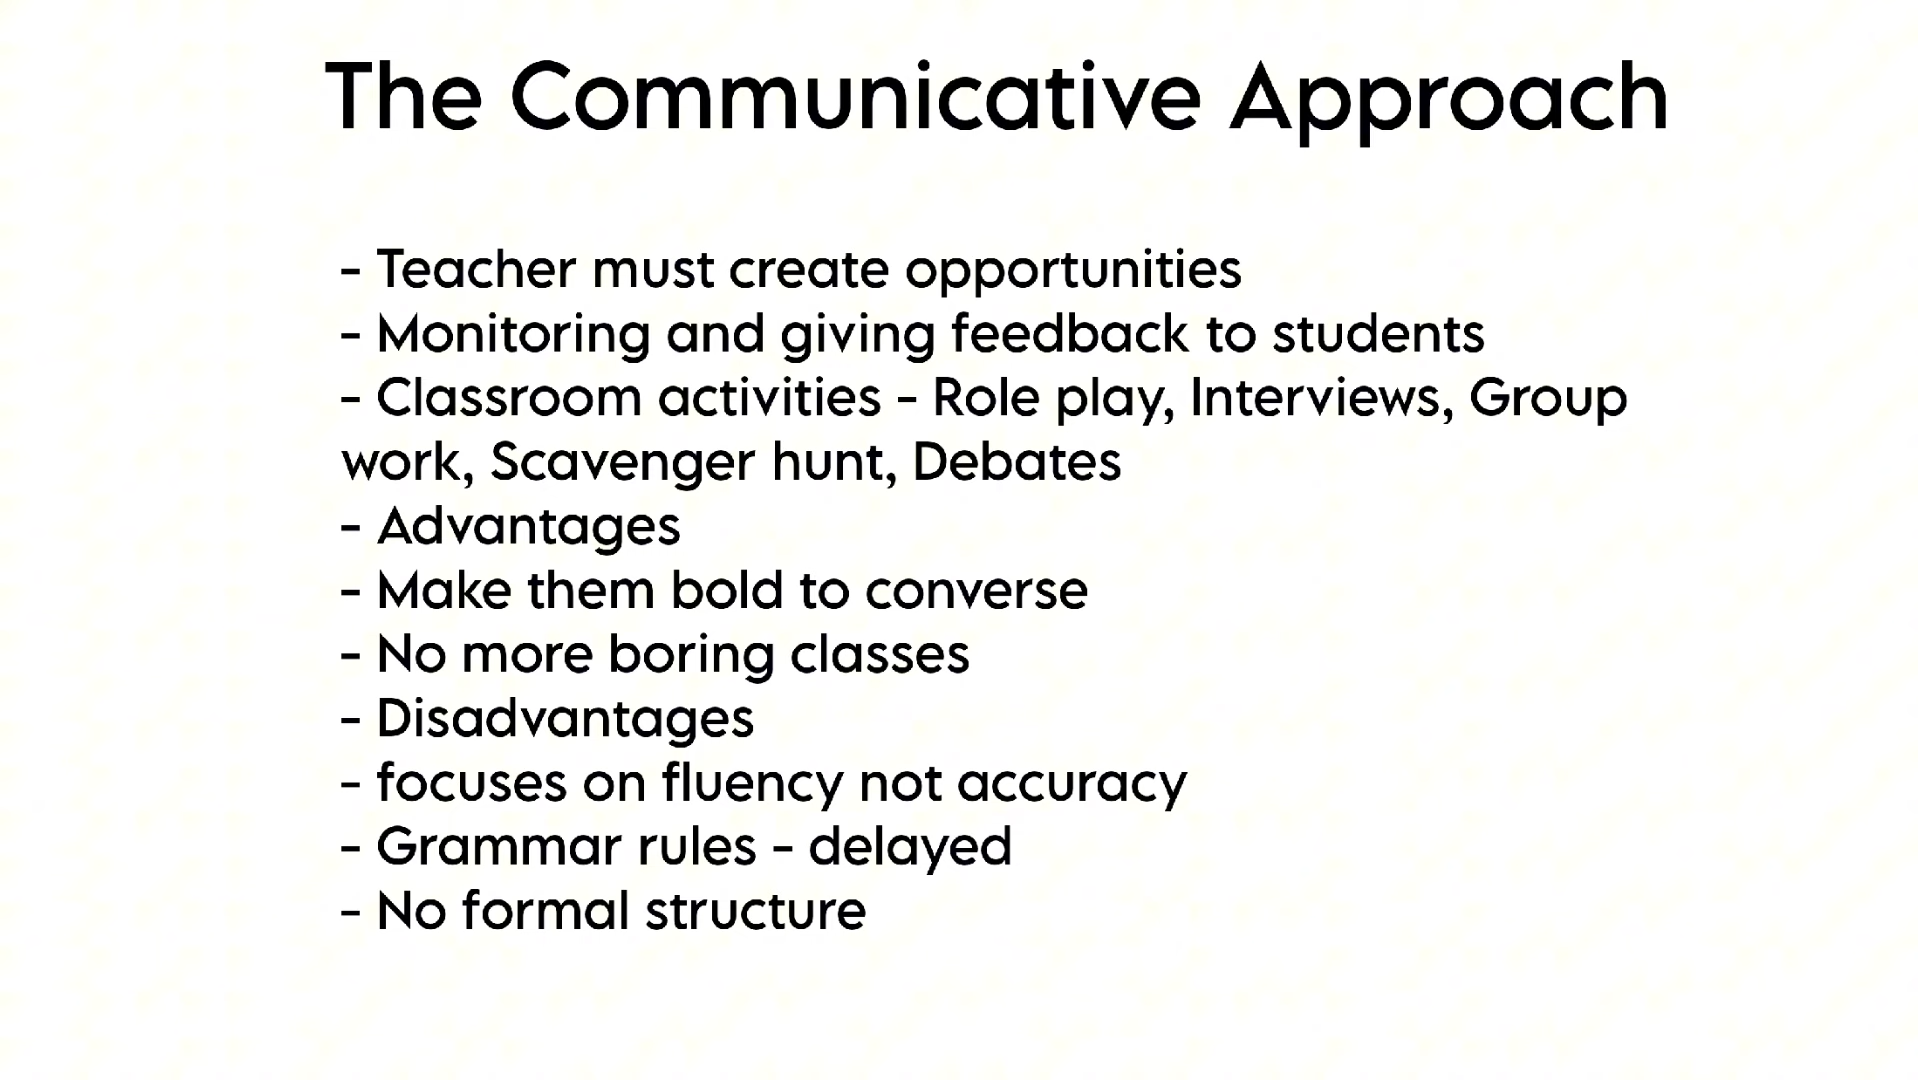 The Communicative Approach
- Teacher must create opportunities
- Monitoring and giving feedback to students
- Classroom activities - Role play, Interviews, Group
work, Scavenger hunt, Debates
- Advantages
- Make them bold to converse
- No more boring classes
- Disadvantages
- focuses on fluency not accuracy
- Grammar rules - delayed
- No formal structure